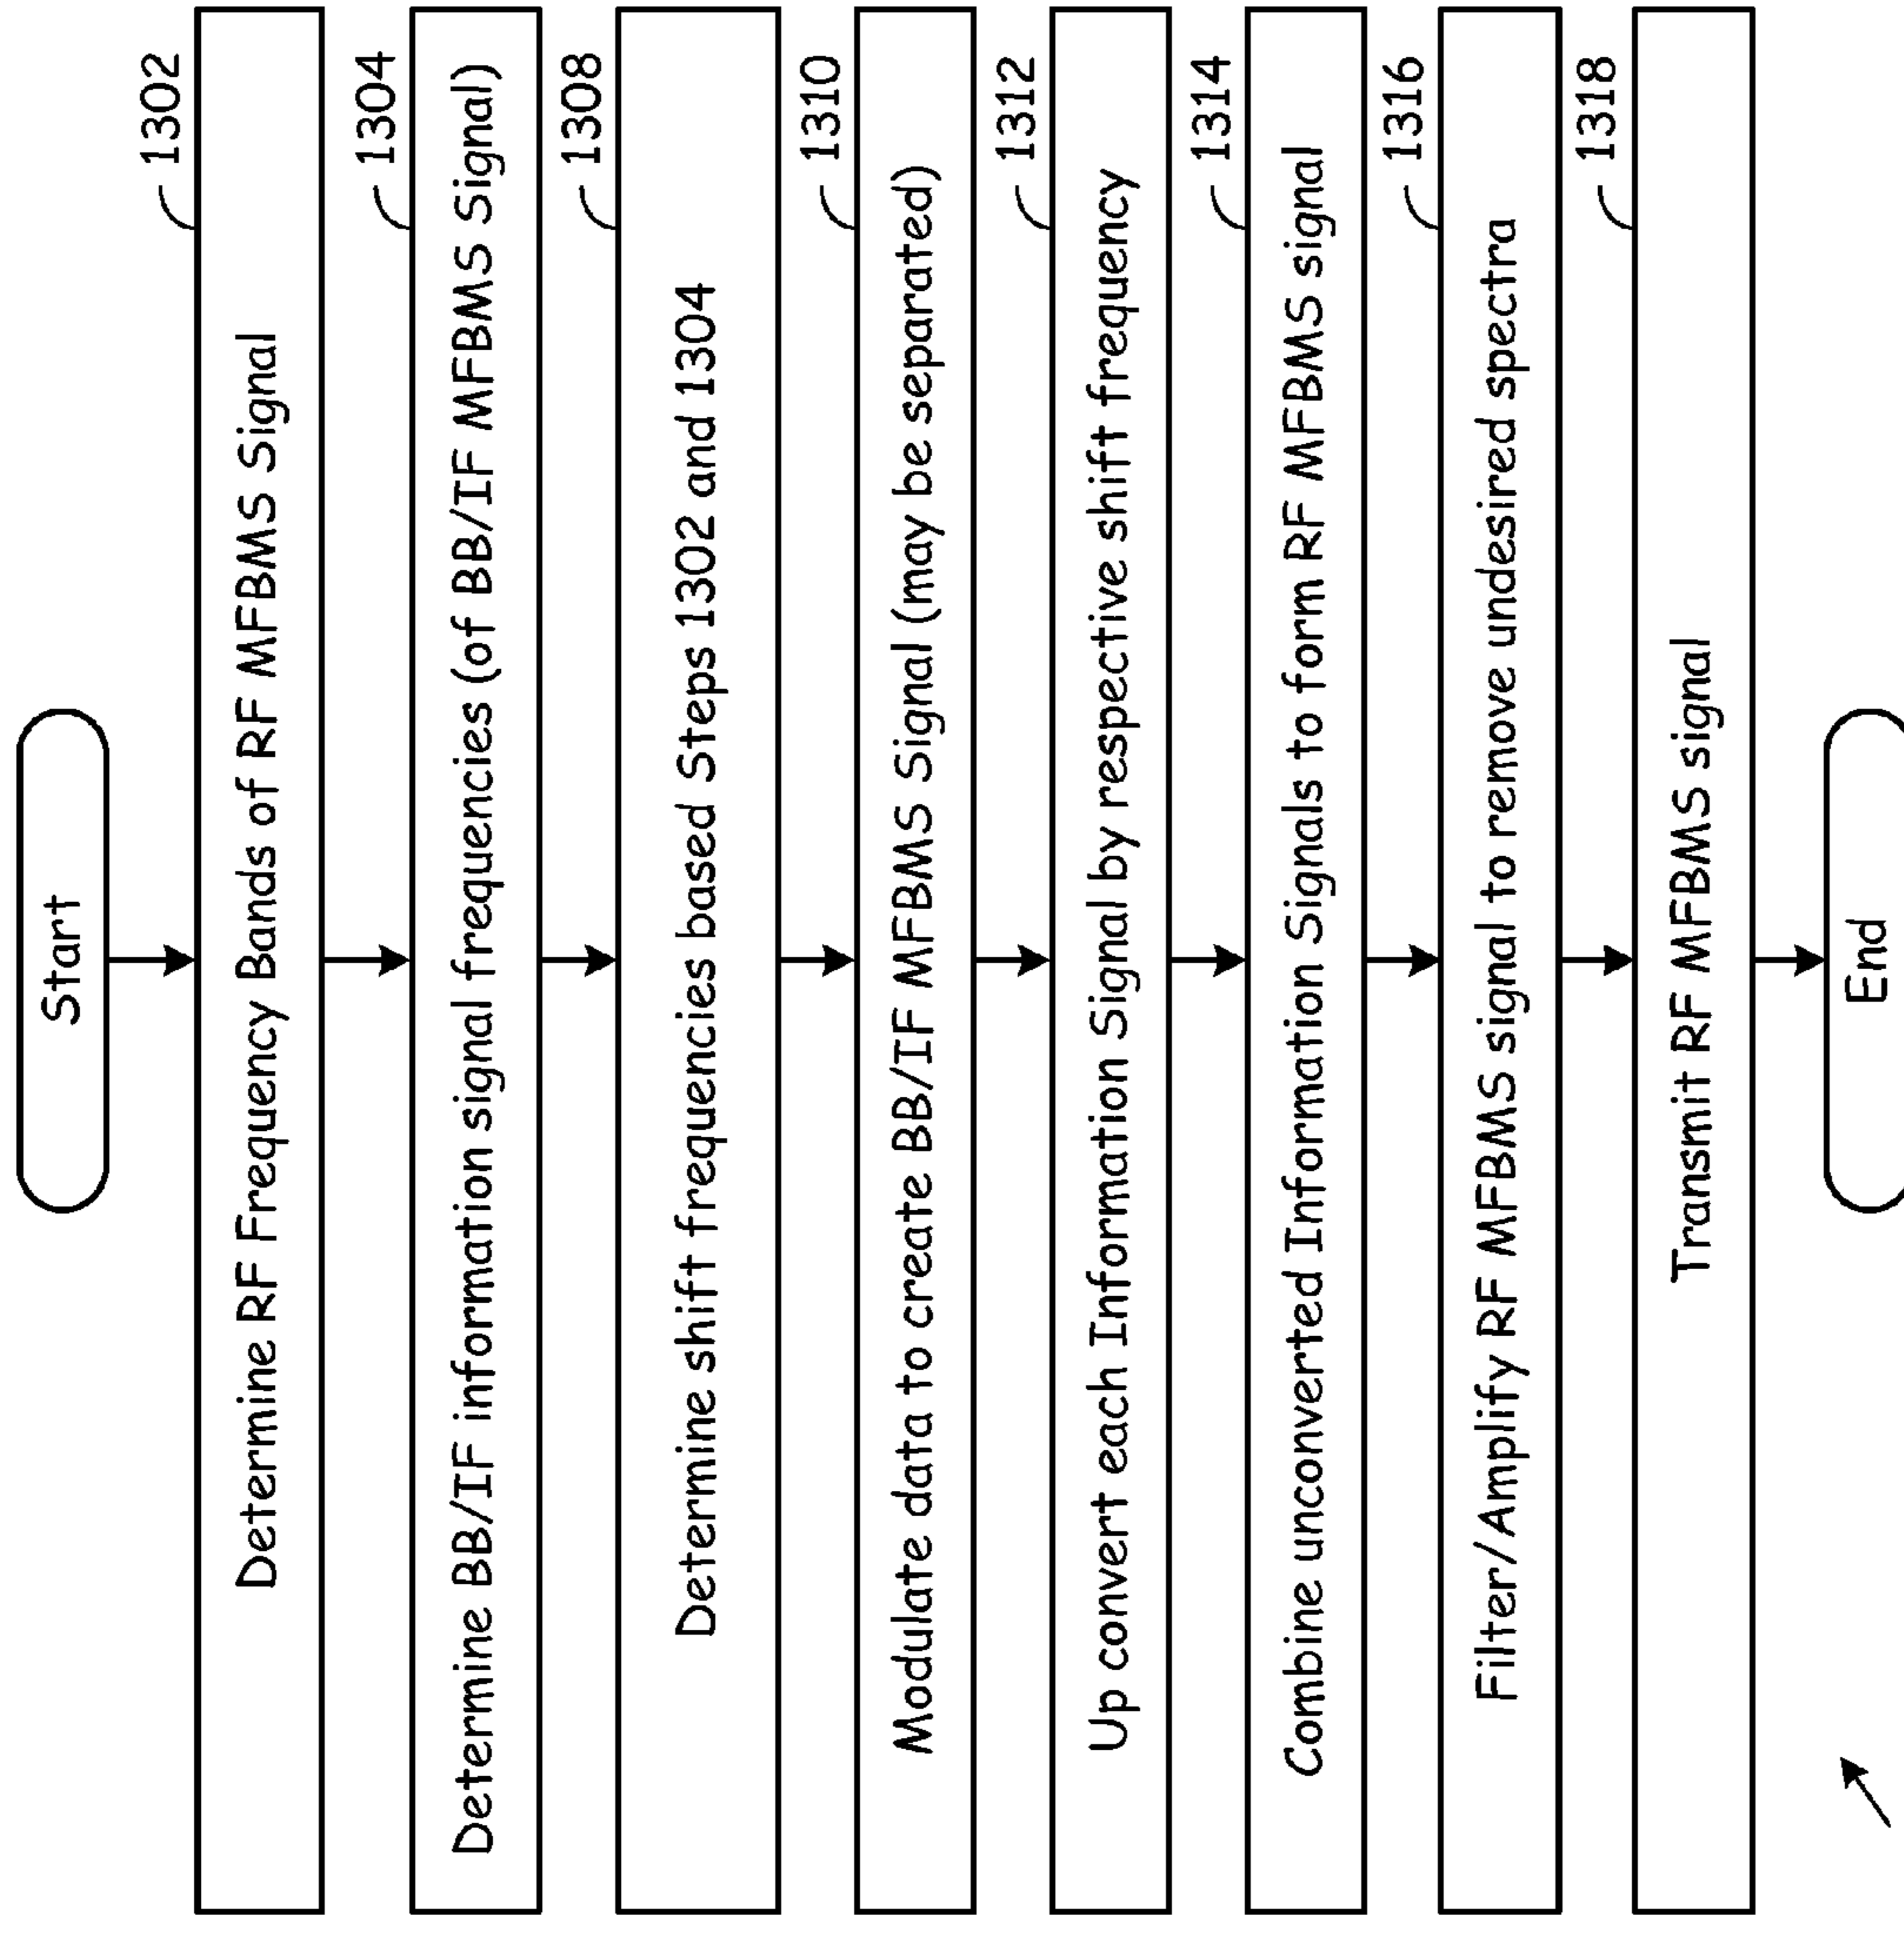 Start
1302
Determine RF Frequency Bands of RF MFBMS Signal
1304
Determine BB/IF information signal frequencies (of BB/IF MFBMS Signal)
1308
Determine shift frequencies based Steps 1302 and 1304
1310
Modulate data to create BB/IF MFBMS Signal (may be separated)
1312
Up convert each Information Signal by respective shift frequency
1314
Combine unconverted Information Signals to form RF MFBMS signal
1316
Filter/Amplify RF MFBMS signal to remove undesired spectra
1318
Transmit RF MFBMS signal
End